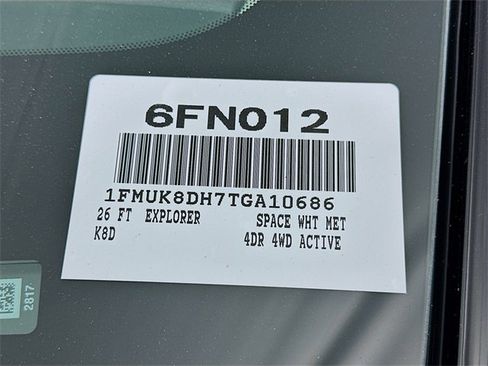 6FN012
1FMUK8DH7TGA10686
26 FT EXPLORER SPACE WHT MET
K8D 4DR 4WD ACTIVE
2817